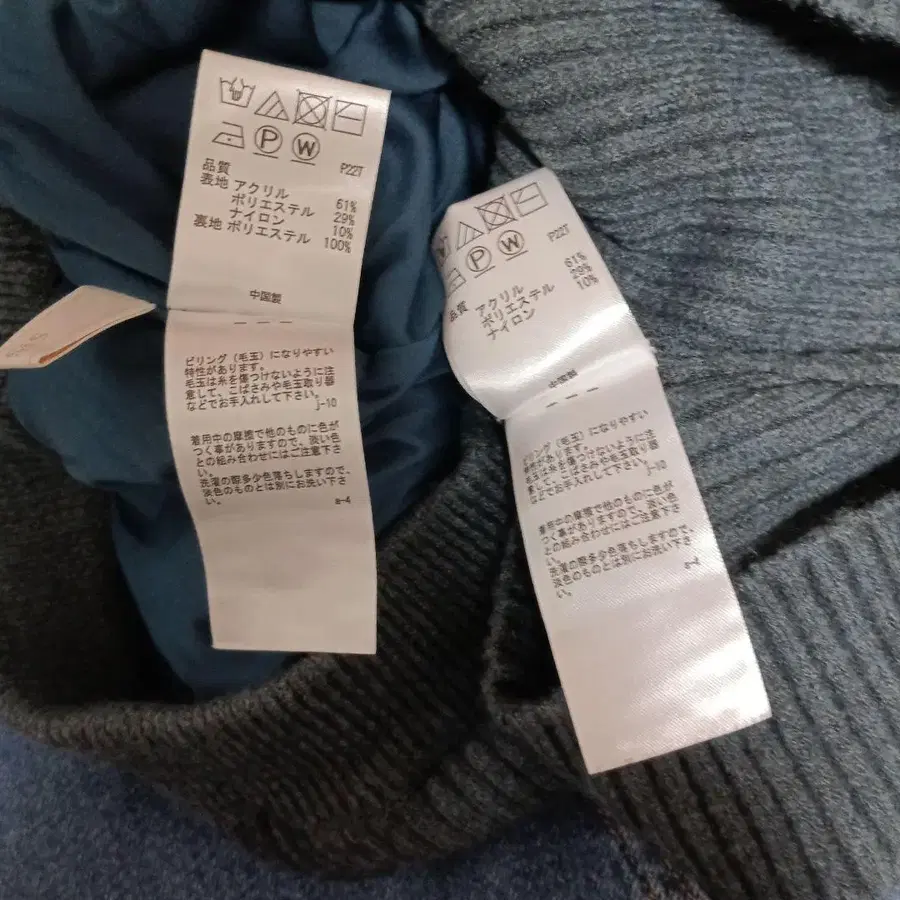 P W
P22T
品質
表地 アクリル 61%
ポリエステル 29%
ナイロン 10%
裏地 ポリエステル 100%
中国製
ピリング(毛玉)になりやすい
特性があります。
毛玉は糸を傷つけないように注
意して、こばさみや毛玉取り器
などでお手入れして下さい。
j-10
着用中の摩擦で他のものに色が
つく事がありますので、淡い色
との組み合わせにはご注意下さ
い。
洗濯の際多少色落ちしますので、
淡色のものとは別にお洗い下さ
い。
a-4
P W
P22T
品質 アクリル 61%
ポリエステル 29%
ナイロン 10%
中国製
ピリング(毛玉)になりやすい
特性があります。
毛玉は糸を傷つけないように注
意して、こばさみや毛玉取り器
などでお手入れして下さい。
j-10
着用中の摩擦で他のものに色が
つく事がありますので、淡い色
との組み合わせにはご注意下さ
い。
洗濯の際多少色落ちしますので、
淡色のものとは別にお洗い下さ
い。